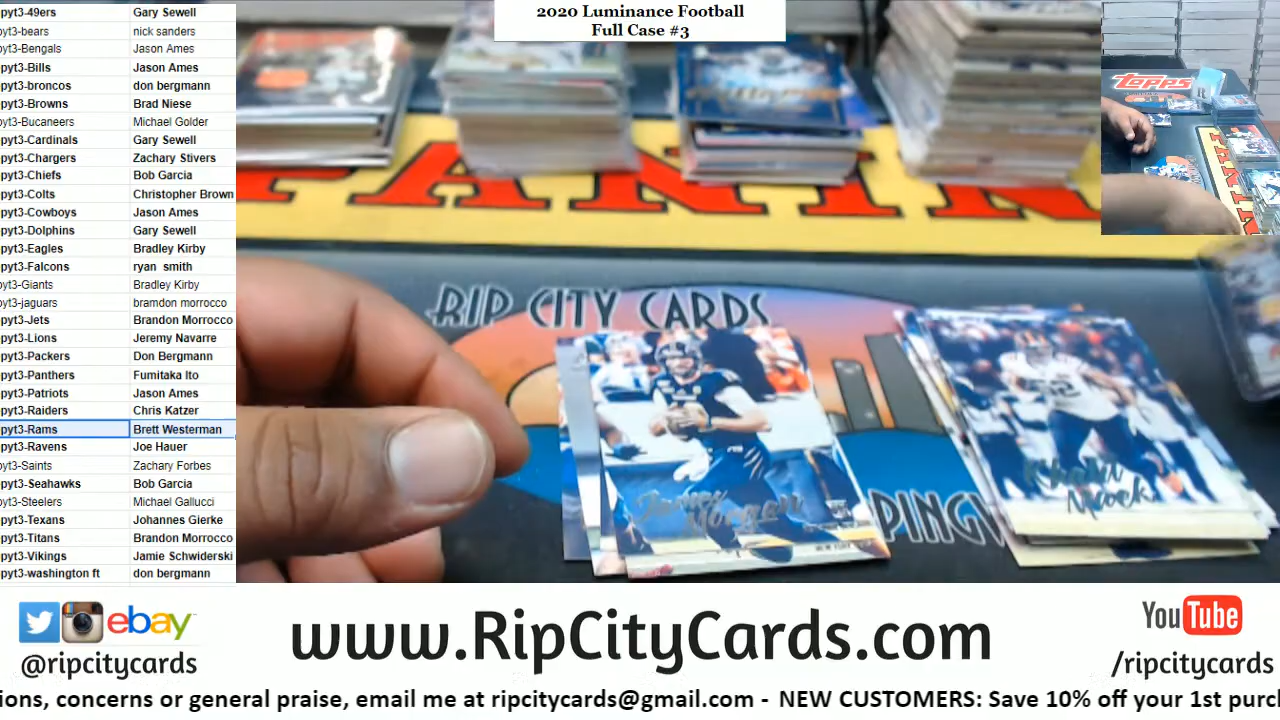 pyt3-49ers Gary Sewell
pyt3-bears nick sanders
pyt3-Bengals Jason Ames
pyt3-Bills Jason Ames
pyt3-broncos don bergmann
pyt3-Browns Brad Niese
pyt3-Bucaneers Michael Golder
pyt3-Cardinals Gary Sewell
pyt3-Chargers Zachary Stivers
pyt3-Chiefs Bob Garcia
pyt3-Colts Christopher Brown
pyt3-Cowboys Jason Ames
pyt3-Dolphins Gary Sewell
pyt3-Eagles Bradley Kirby
pyt3-Falcons ryan smith
pyt3-Giants Bradley Kirby
pyt3-jaguars bramdon morrocco
pyt3-Jets Brandon Morrocco
pyt3-Lions Jeremy Navarre
pyt3-Packers Don Bergmann
pyt3-Panthers Fumitaka Ito
pyt3-Patriots Jason Ames
pyt3-Raiders Chris Katzer
pyt3-Rams Brett Westerman
pyt3-Ravens Joe Hauer
pyt3-Saints Zachary Forbes
pyt3-Seahawks Bob Garcia
pyt3-Steelers Michael Gallucci
pyt3-Texans Johannes Gierke
pyt3-Titans Brandon Morrocco
pyt3-Vikings Jamie Schwiderski
pyt3-washington ft don bergmann
2020 Luminance Football
Full Case #3
Topps
PANINI
RIP CITY CARDS
James
Morgan
Khalil
Mack
PING
ebay
@ripcitycards
www.RipCityCards.com
YouTube
/ripcitycards
ions, concerns or general praise, email me at ripcitycards@gmail.com - NEW CUSTOMERS: Save 10% off your 1st purc